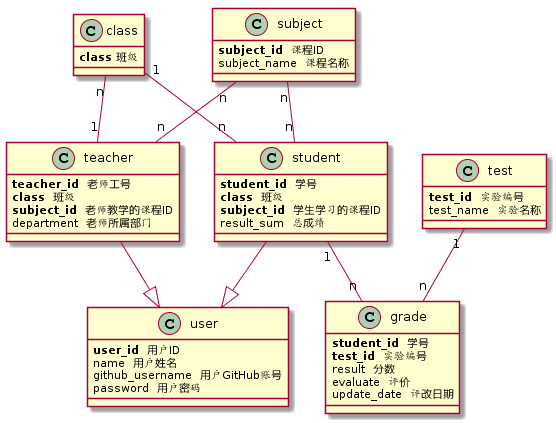 C class
class 班级
C subject
subject_id 课程ID
subject_name 课程名称
n
1
n
n
1
n
n
n
C teacher
teacher_id 老师工号
class 班级
subject_id 老师教学的课程ID
department 老师所属部门
C student
student_id 学号
class 班级
subject_id 学生学习的课程ID
result_sum 总成绩
C test
test_id 实验编号
test_name 实验名称
1
n
1
n
C user
user_id 用户ID
name 用户姓名
github_username 用户GitHub账号
password 用户密码
C grade
student_id 学号
test_id 实验编号
result 分数
evaluate 评价
update_date 评改日期